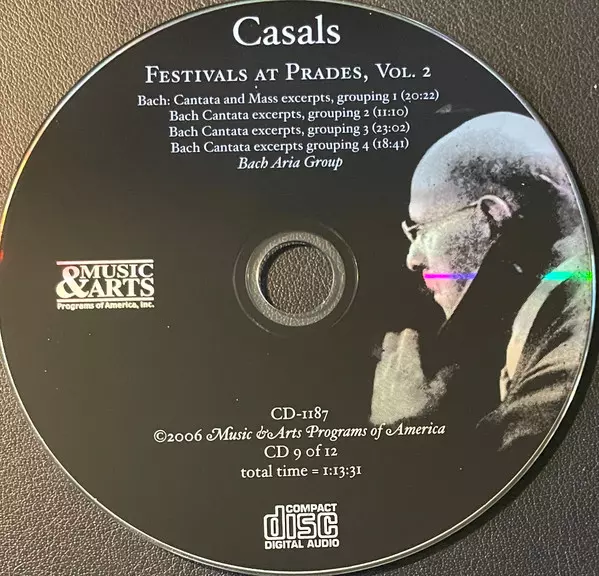 Casals
Festivals at Prades, Vol. 2
Bach: Cantata and Mass excerpts, grouping 1 (20:22)
Bach Cantata excerpts, grouping 2 (11:10)
Bach Cantata excerpts, grouping 3 (23:02)
Bach Cantata excerpts grouping 4 (18:41)
Bach Aria Group
MUSIC
&ARTS
Programs of America, Inc.
CD-1187
©2006 Music & Arts Programs of America
CD 9 of 12
total time = 1:13:31
COMPACT
disc
DIGITAL AUDIO